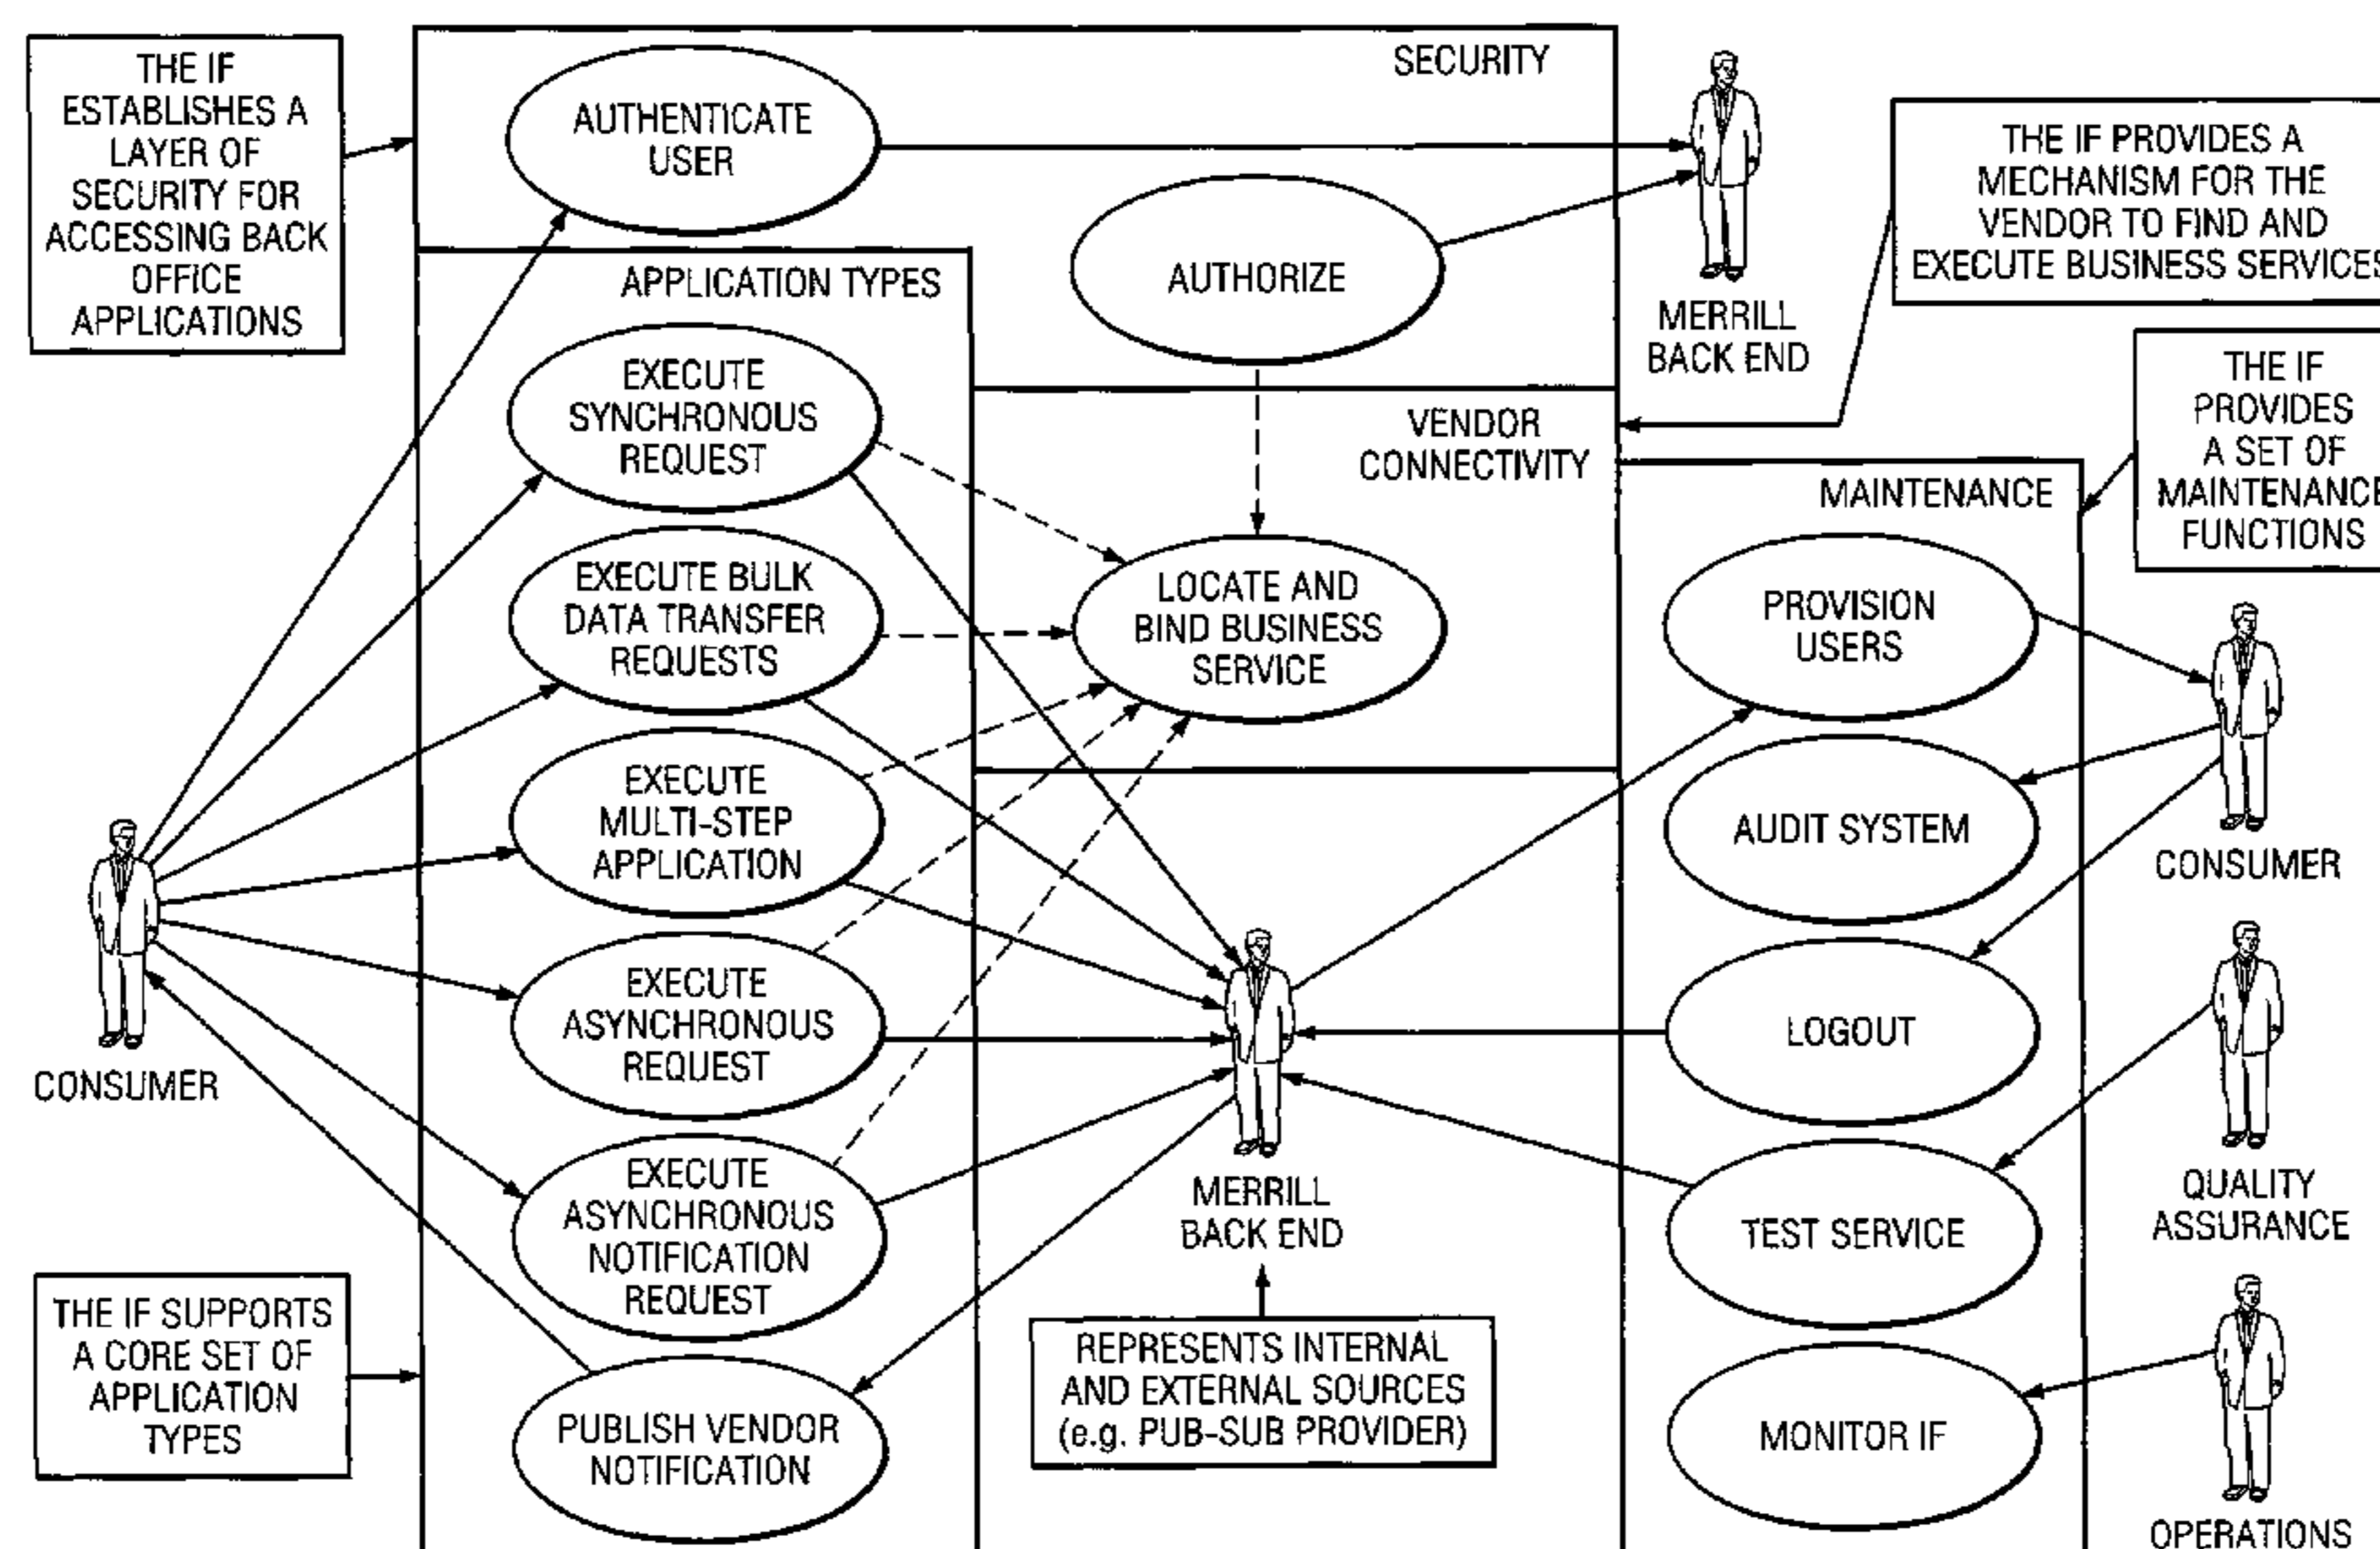 THE IF
ESTABLISHES A
LAYER OF
SECURITY FOR
ACCESSING BACK
OFFICE
APPLICATIONS
SECURITY
AUTHENTICATE
USER
AUTHORIZE
MERRILL
BACK END
THE IF PROVIDES A
MECHANISM FOR THE
VENDOR TO FIND AND
EXECUTE BUSINESS SERVICES
APPLICATION TYPES
EXECUTE
SYNCHRONOUS
REQUEST
EXECUTE BULK
DATA TRANSFER
REQUESTS
EXECUTE
MULTI-STEP
APPLICATION
EXECUTE
ASYNCHRONOUS
REQUEST
EXECUTE
ASYNCHRONOUS
NOTIFICATION
REQUEST
PUBLISH VENDOR
NOTIFICATION
VENDOR
CONNECTIVITY
LOCATE AND
BIND BUSINESS
SERVICE
THE IF
PROVIDES
A SET OF
MAINTENANCE
FUNCTIONS
MAINTENANCE
PROVISION
USERS
AUDIT SYSTEM
LOGOUT
TEST SERVICE
MONITOR IF
CONSUMER
QUALITY
ASSURANCE
OPERATIONS
CONSUMER
MERRILL
BACK END
REPRESENTS INTERNAL
AND EXTERNAL SOURCES
(e.g. PUB-SUB PROVIDER)
THE IF SUPPORTS
A CORE SET OF
APPLICATION
TYPES